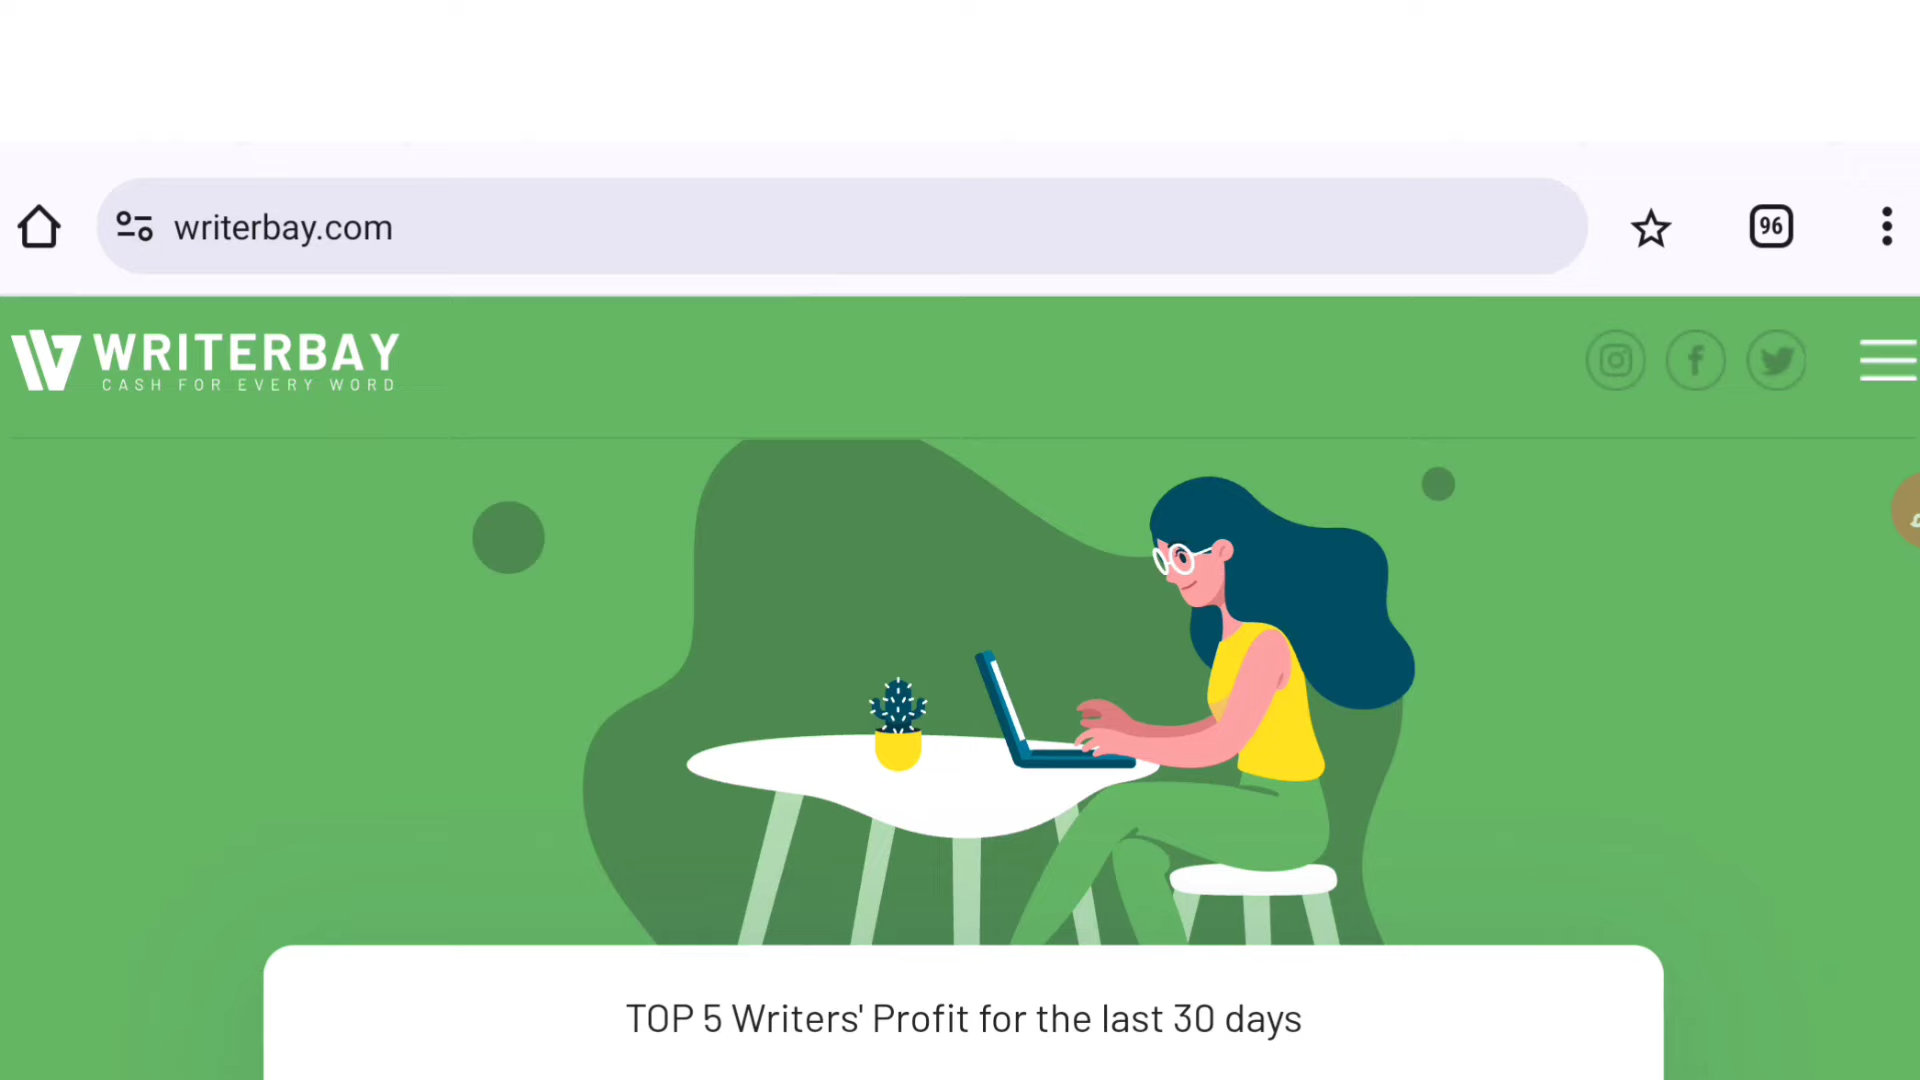 writerbay.com
96
WRITERBAY
CASH FOR EVERY WORD
TOP 5 Writers' Profit for the last 30 days